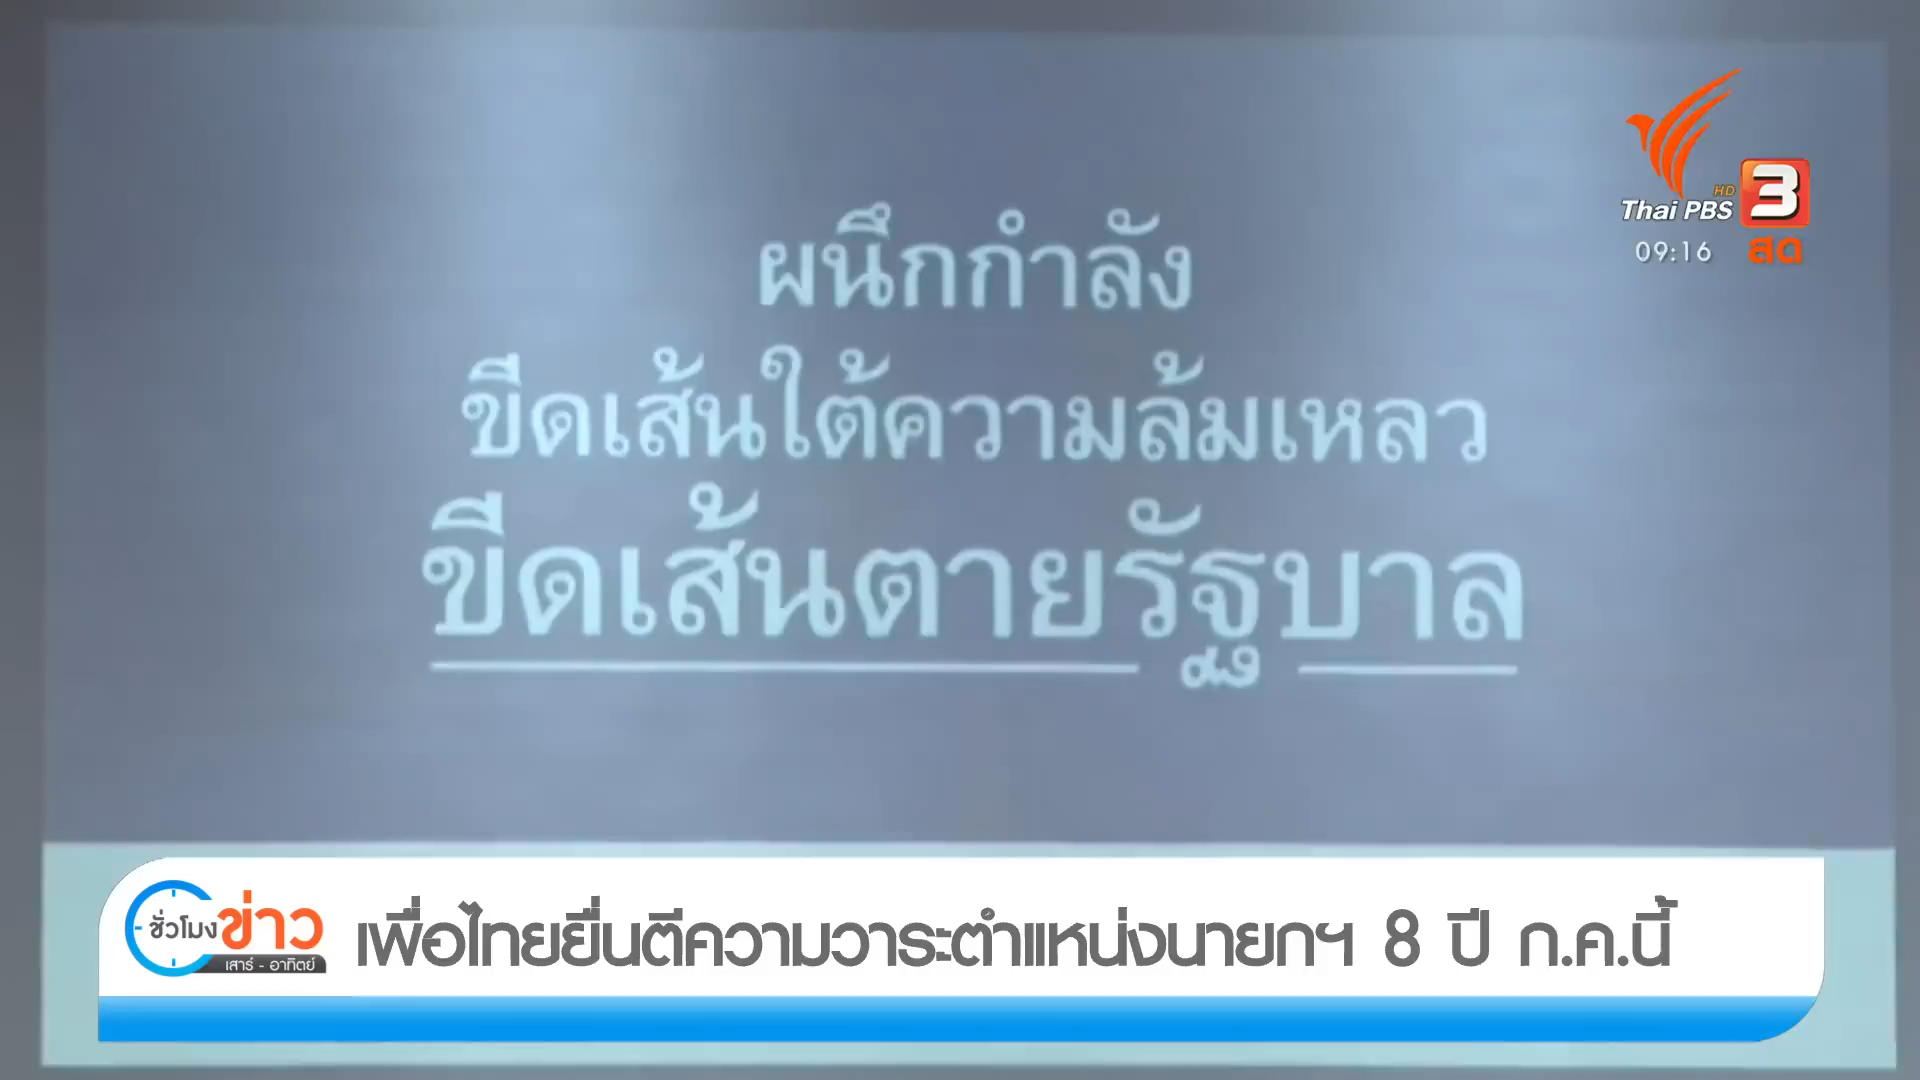 HD
Thai PBS 3
09:16 สด
ผนึกกำลัง
ขีดเส้นใต้ความล้มเหลว
ขีดเส้นตายรัฐบาล
ชั่วโมง ข่าว
เสาร์ - อาทิตย์
เพื่อไทยยื่นตีความวาระตำแหน่งนายกฯ 8 ปี ก.ค.นี้